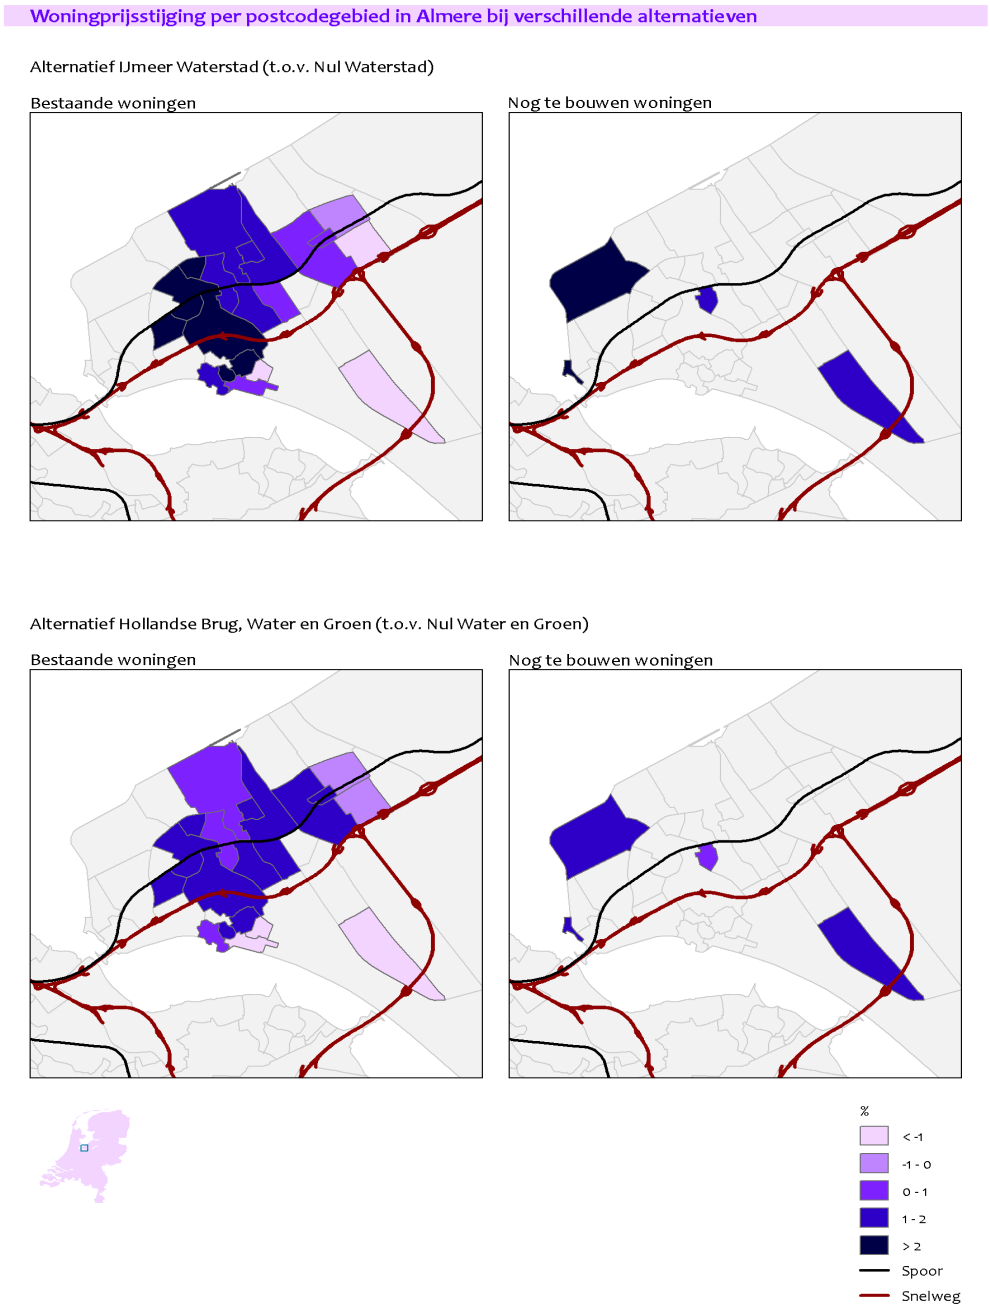 Woningprijsstijging per postcodegebied in Almere bij verschillende alternatieven
Alternatief IJmeer Waterstad (t.o.v. Nul Waterstad)
Bestaande woningen
Nog te bouwen woningen
Alternatief Hollandse Brug, Water en Groen (t.o.v. Nul Water en Groen)
Bestaande woningen
Nog te bouwen woningen
%
< -1
-1 - 0
0 - 1
1 - 2
> 2
Spoor
Snelweg